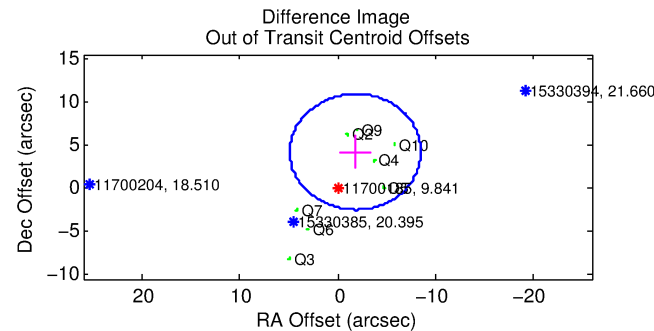 Difference Image
Out of Transit Centroid Offsets
Dec Offset (arcsec)
15
10
5
0
−5
−10
15330394, 21.660
Q9
Q2
Q10
Q4
11700204, 18.510
9.841
Q7
15330385, 20.395
Q6
Q3
20
10
0
−10
−20
RA Offset (arcsec)